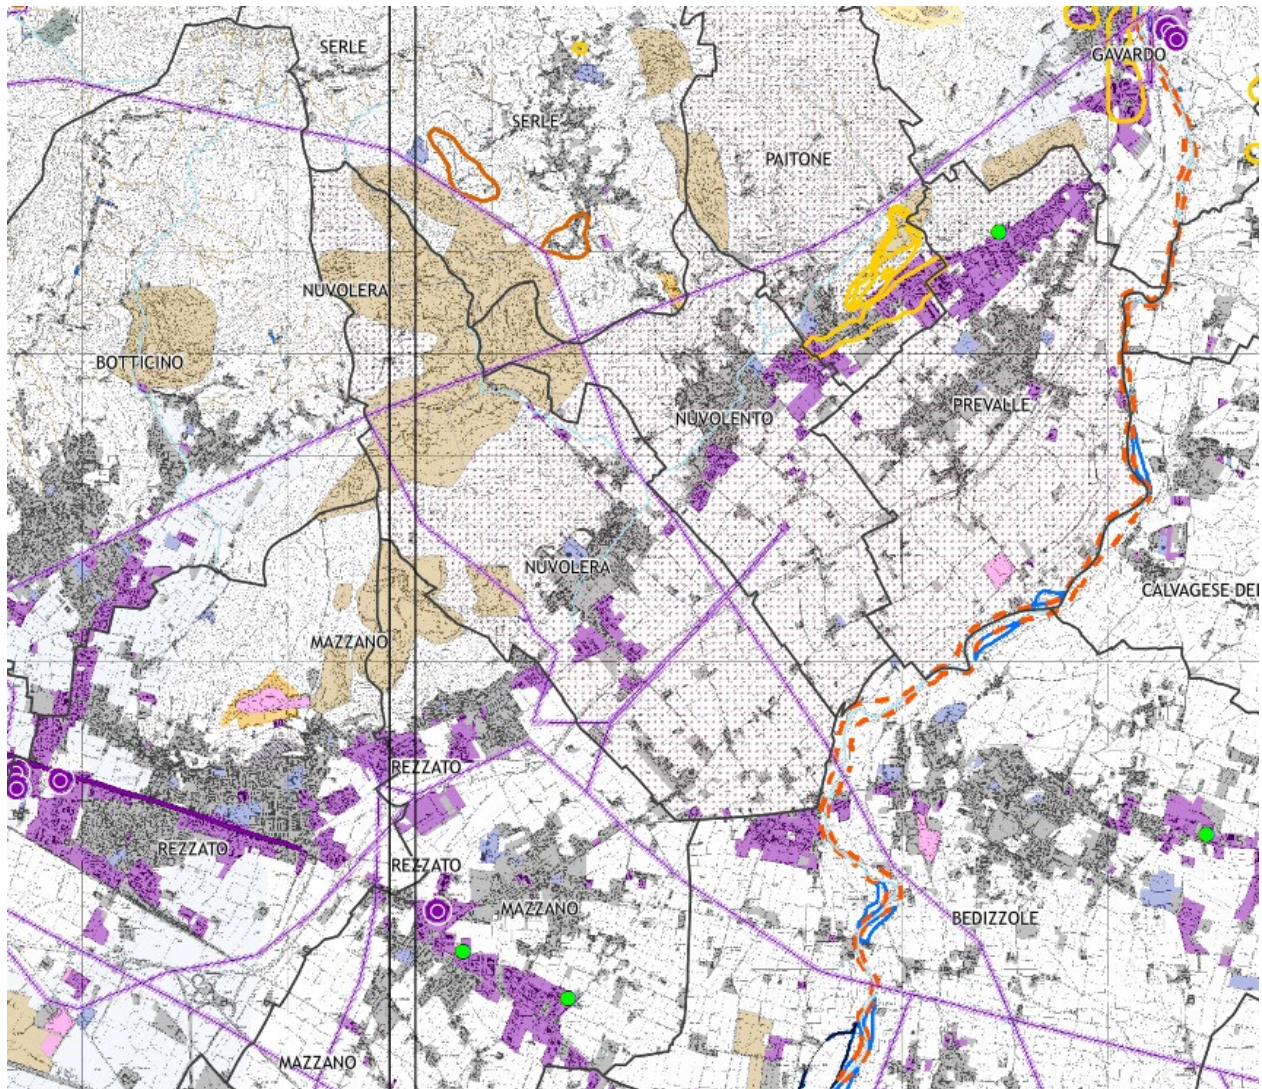 SERLE
GAVARDO
SERLE
PAITONE
NUVOLERA
BOTTICINO
PREVALLE
NUVOLENTO
NUVOLERA
CALVAGESE DE
MAZZANO
REZZATO
REZZATO
REZZATO
MAZZANO
BEDIZZOLE
MAZZANO